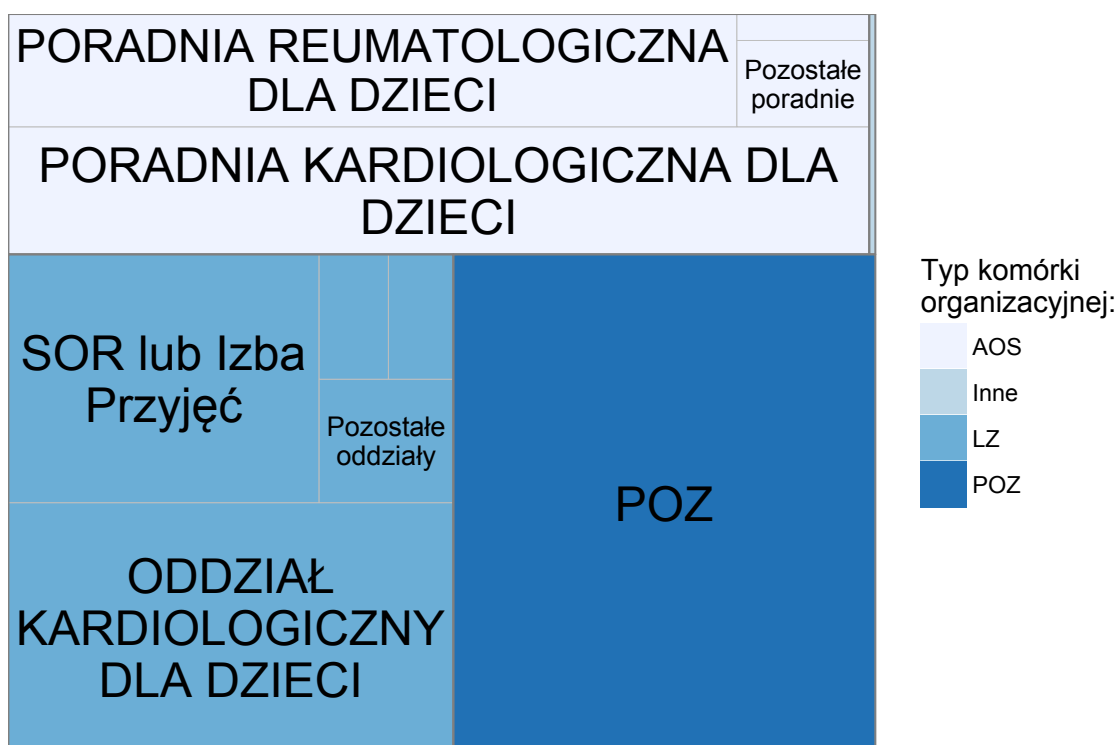 PORADNIA REUMATOLOGICZNA
DLA DZIECI
Pozostałe
poradnie
PORADNIA KARDIOLOGICZNA DLA
DZIECI
SOR lub Izba
Przyjęć
Pozostałe
oddziały
ODDZIAŁ
KARDIOLOGICZNY
DLA DZIECI
POZ
Typ komórki
organizacyjnej:
AOS
Inne
LZ
POZ